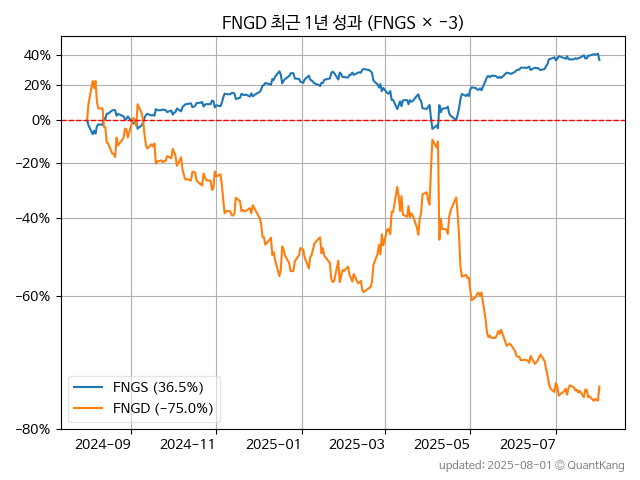 FNGD 최근 1년 성과 (FNGS × −3)
40%
20%
0%
−20%
−40%
−60%
−80%
FNGS (36.5%)
FNGD (−75.0%)
2024−09 2024−11 2025−01 2025−03 2025−05 2025−07
updated: 2025-08-01 © QuantKang